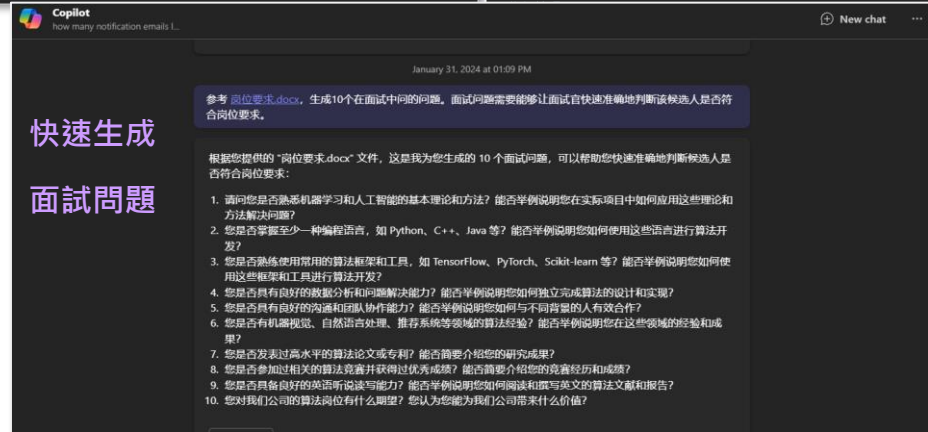 Copilot
how many notification emails I...
New chat
January 31, 2024 at 01:09 PM
快速生成
面試問題
参考 岗位要求.docx，生成10个在面试中问的问题。面试问题需要能够让面试官快速准确地判断该候选人是否符
合岗位要求。
根据您提供的 "岗位要求.docx" 文件，这是我为您生成的 10 个面试问题，可以帮助您快速准确地判断候选人是
否符合岗位要求：
1. 请问您是否熟悉机器学习和人工智能的基本理论和方法？能否举例说明您在实际项目中如何应用这些理论和
方法解决问题？
2. 您是否掌握至少一种编程语言，如 Python、C++、Java 等？能否举例说明您如何使用这些语言进行算法开
发？
3. 您是否熟练使用常用的算法框架和工具，如 TensorFlow、PyTorch、Scikit-learn 等？能否举例说明您如何使
用这些框架和工具进行算法开发？
4. 您是否具有良好的数据分析和问题解决能力？能否举例说明您如何独立完成算法的设计和实现？
5. 您是否具有良好的沟通和团队协作能力？能否举例说明您如何与不同背景的人有效合作？
6. 您是否有机器视觉、自然语言处理、推荐系统等领域的算法经验？能否举例说明您在这些领域的经验和成
果？
7. 您是否发表过高水平的算法论文或专利？能否简要介绍您的研究成果？
8. 您是否参加过相关的算法竞赛并获得过优秀成绩？能否简要介绍您的竞赛经历和成绩？
9. 您是否具备良好的英语听说读写能力？能否举例说明您如何阅读和撰写英文的算法文献和报告？
10. 您对我们公司的算法岗位有什么期望？您认为您能为我们公司带来什么价值？